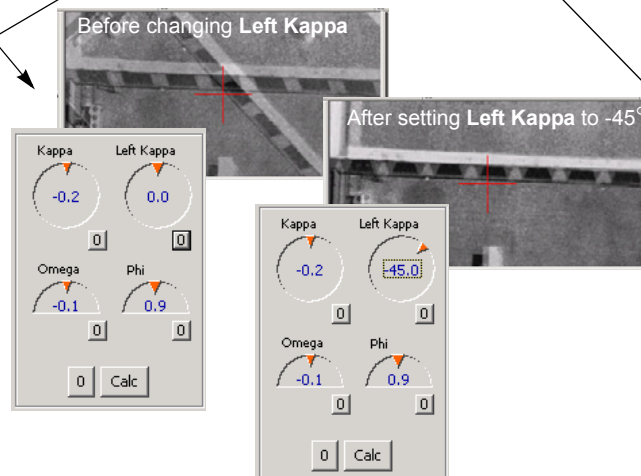 Before changing Left Kappa
After setting Left Kappa to -45°
Kappa Left Kappa
-0.2 0.0
0 0
Omega Phi
-0.1 0.9
0 0
0 Calc
Kappa Left Kappa
-0.2 -45.0
0 0
Omega Phi
-0.1 0.9
0 0
0 Calc